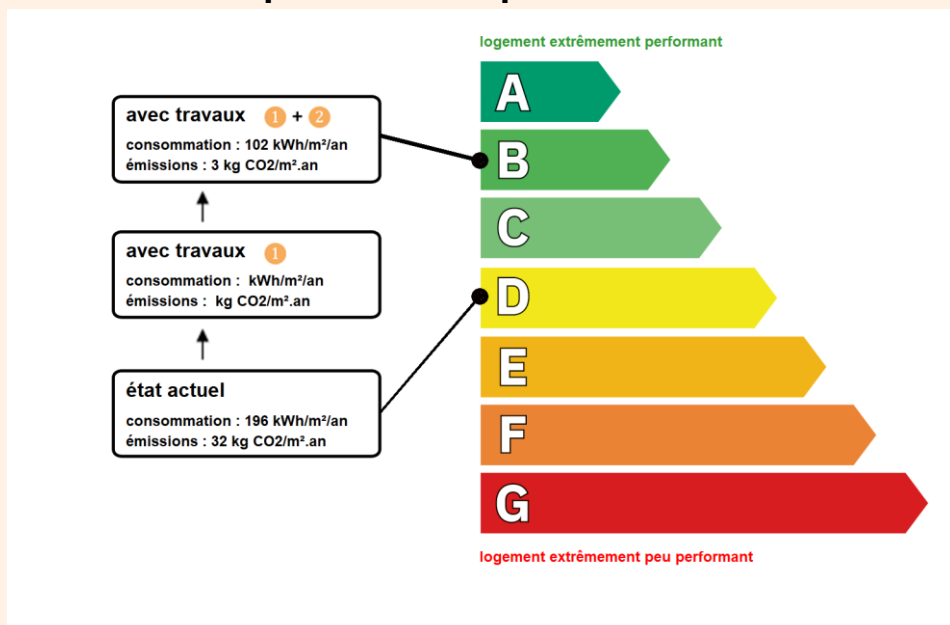 logement extrêmement performant
avec travaux 1 + 2
consommation : 102 kWh/m²/an
émissions : 3 kg CO2/m².an
avec travaux 1
consommation : kWh/m²/an
émissions : kg CO2/m².an
état actuel
consommation : 196 kWh/m²/an
émissions : 32 kg CO2/m².an
A
B
C
D
E
F
G
logement extrêmement peu performant